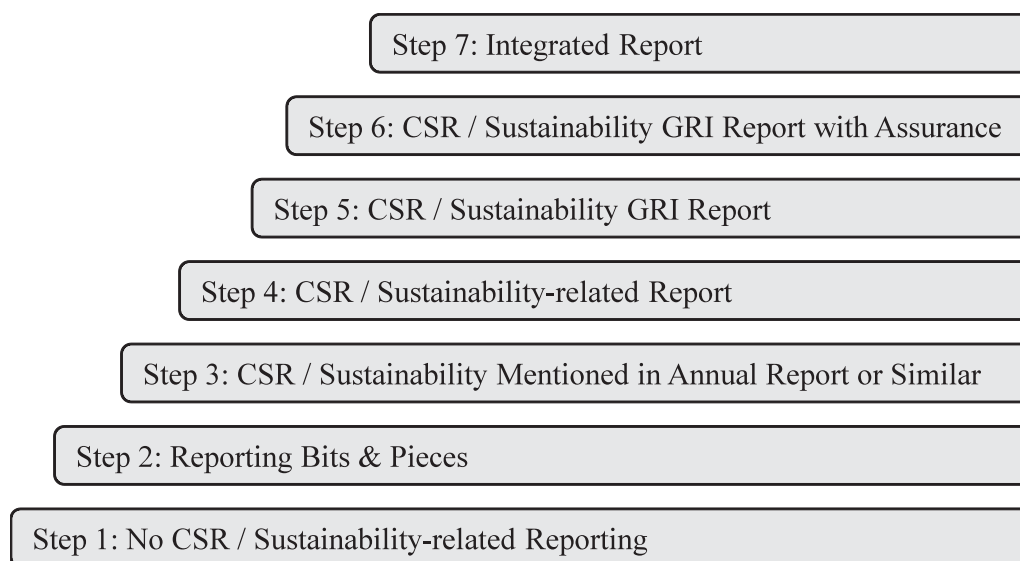 Step 7: Integrated Report
Step 6: CSR / Sustainability GRI Report with Assurance
Step 5: CSR / Sustainability GRI Report
Step 4: CSR / Sustainability-related Report
Step 3: CSR / Sustainability Mentioned in Annual Report or Similar
Step 2: Reporting Bits & Pieces
Step 1: No CSR / Sustainability-related Reporting